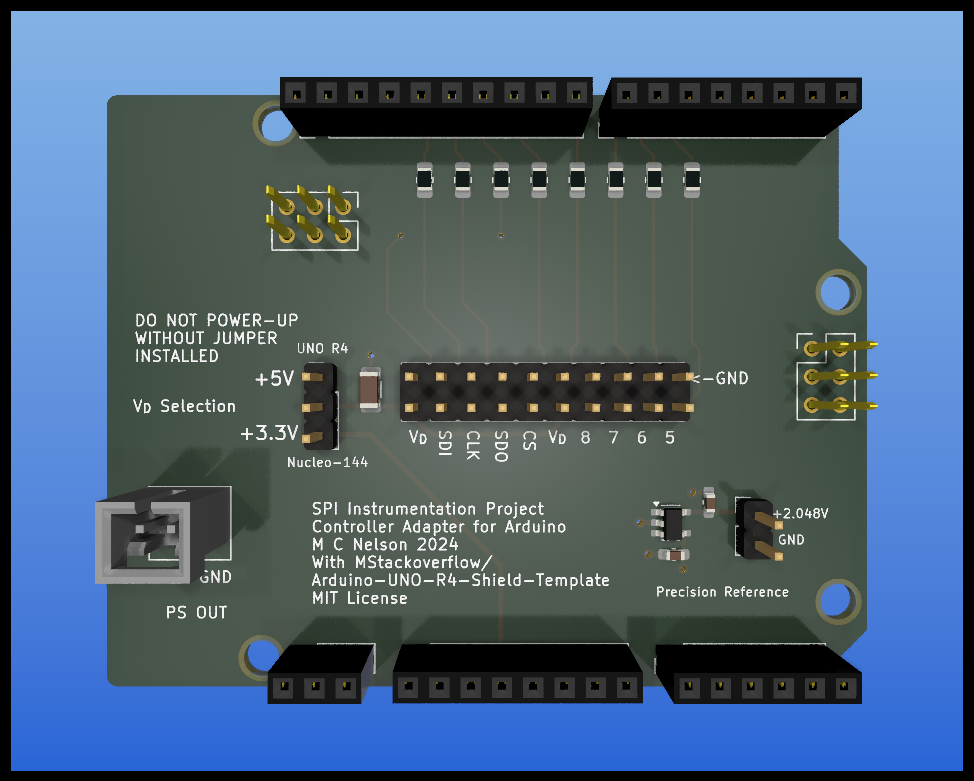 DO NOT POWER-UP
WITHOUT JUMPER
INSTALLED
UNO R4
+5V
VD Selection
+3.3V
Nucleo-144
<-GND
VD SDI CLK SDO CS VD 8 7 6 5
SPI Instrumentation Project
Controller Adapter for Arduino
M C Nelson 2024
With MStackoverflow/
Arduino-UNO-R4-Shield-Template
MIT License
+2.048V
GND
Precision Reference
GND
PS OUT